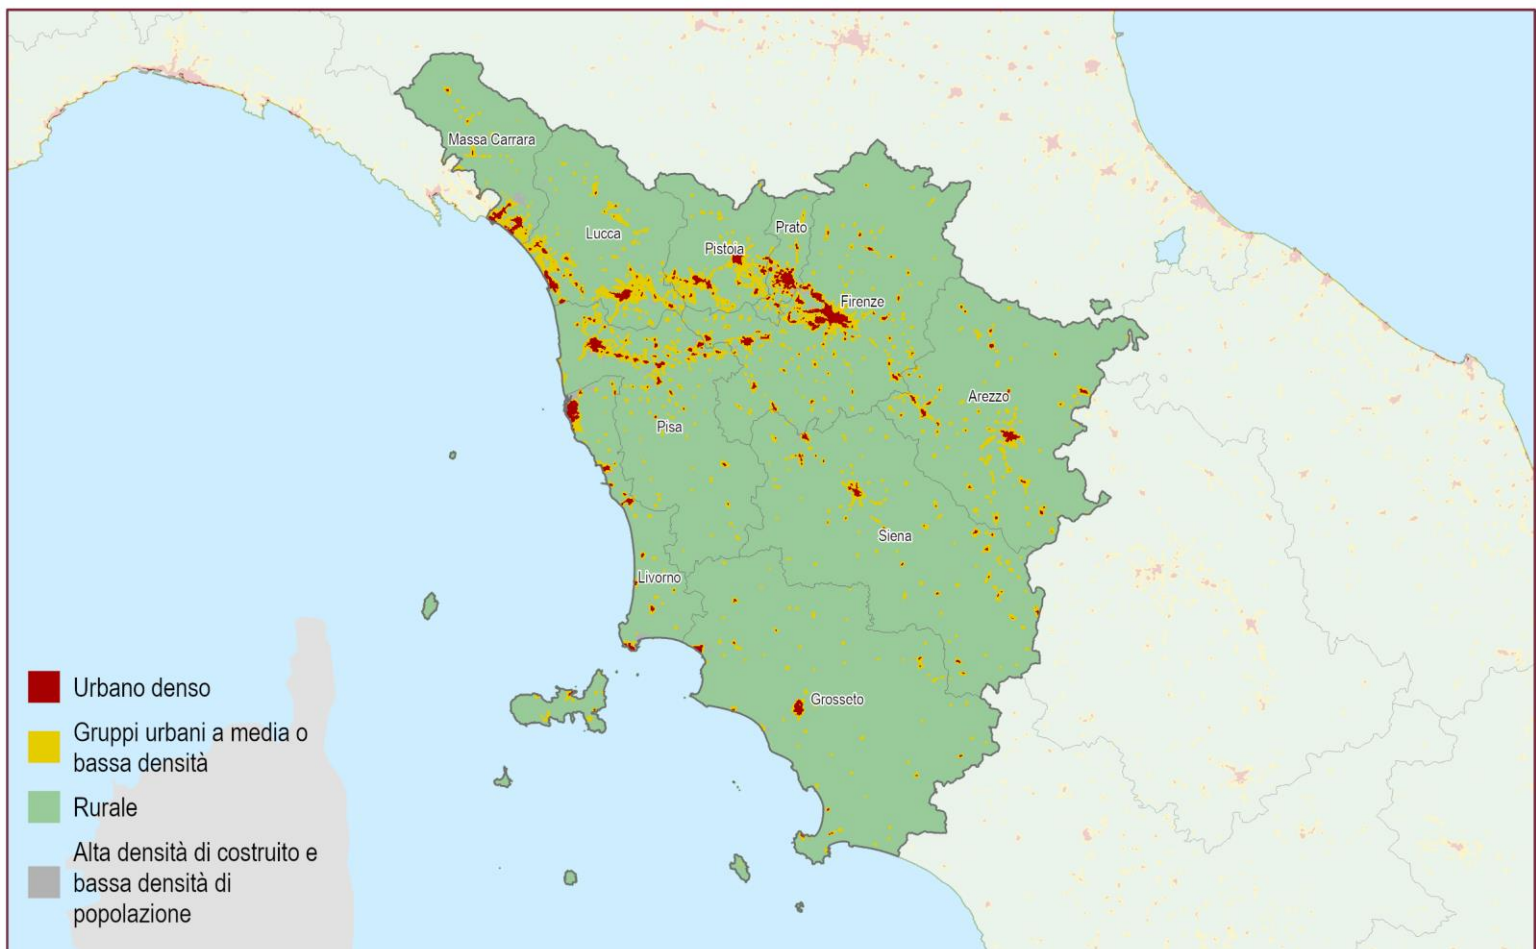 Massa Carrara
Lucca
Prato
Pistoia
Firenze
Arezzo
Pisa
Siena
Livorno
Grosseto
Urbano denso
Gruppi urbani a media o
bassa densità
Rurale
Alta densità di costruito e
bassa densità di
popolazione